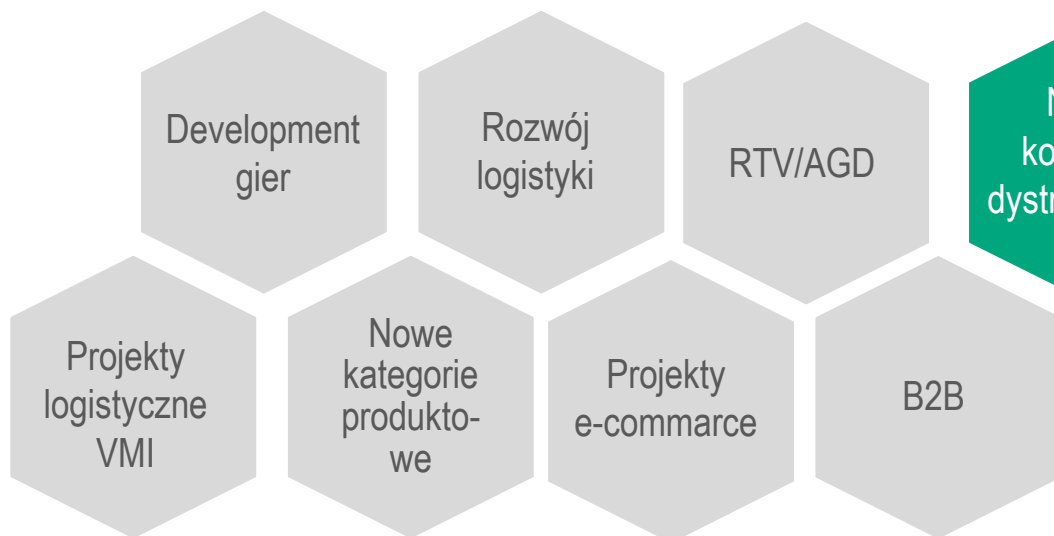 Development
gier
Rozwój
logistyki
RTV/AGD
Projekty
logistyczne
VMI
Nowe
kategorie
produkto-
we
Projekty
e-commarce
B2B